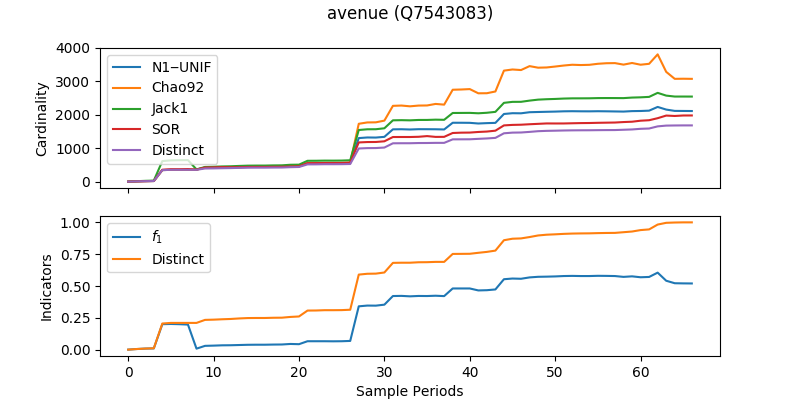 avenue (Q7543083)
4000
3000
2000
1000
0
Cardinality
N1−UNIF
Chao92
Jack1
SOR
Distinct
1.00
0.75
0.50
0.25
0.00
Indicators
f1
Distinct
0 10 20 30 40 50 60
Sample Periods